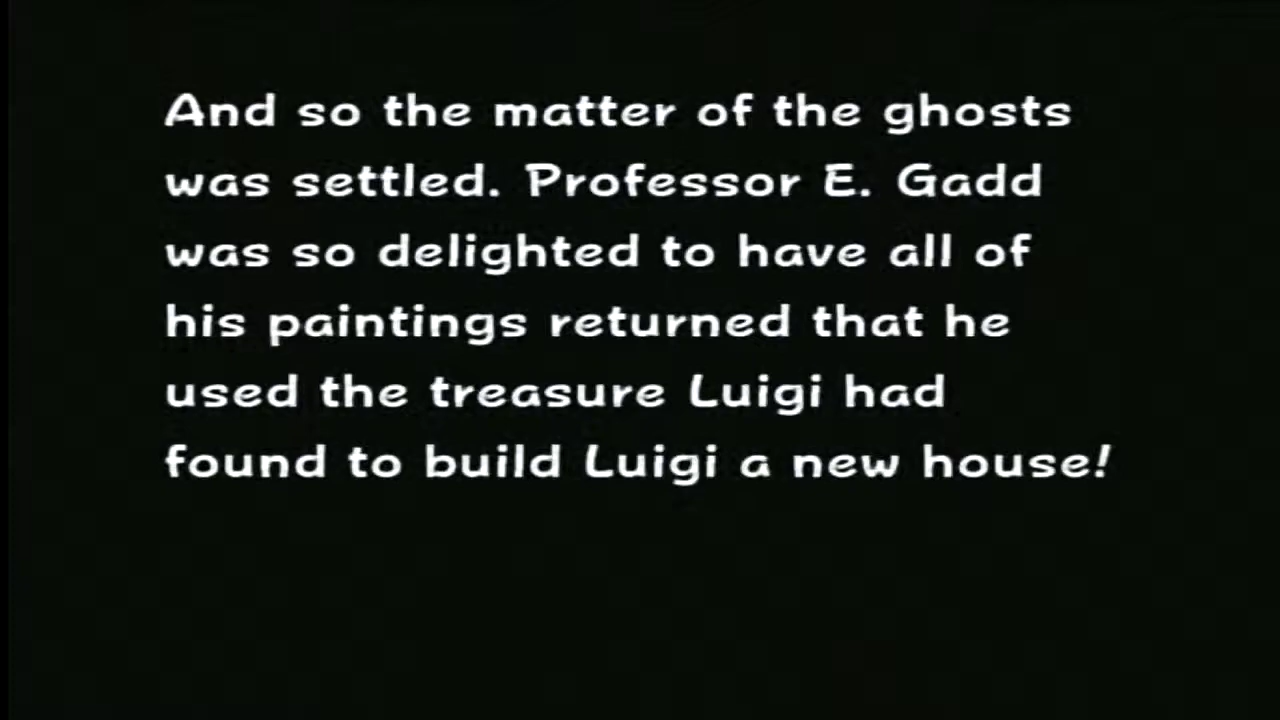 And so the matter of the ghosts
was settled. Professor E. Gadd
was so delighted to have all of
his paintings returned that he
used the treasure Luigi had
found to build Luigi a new house!